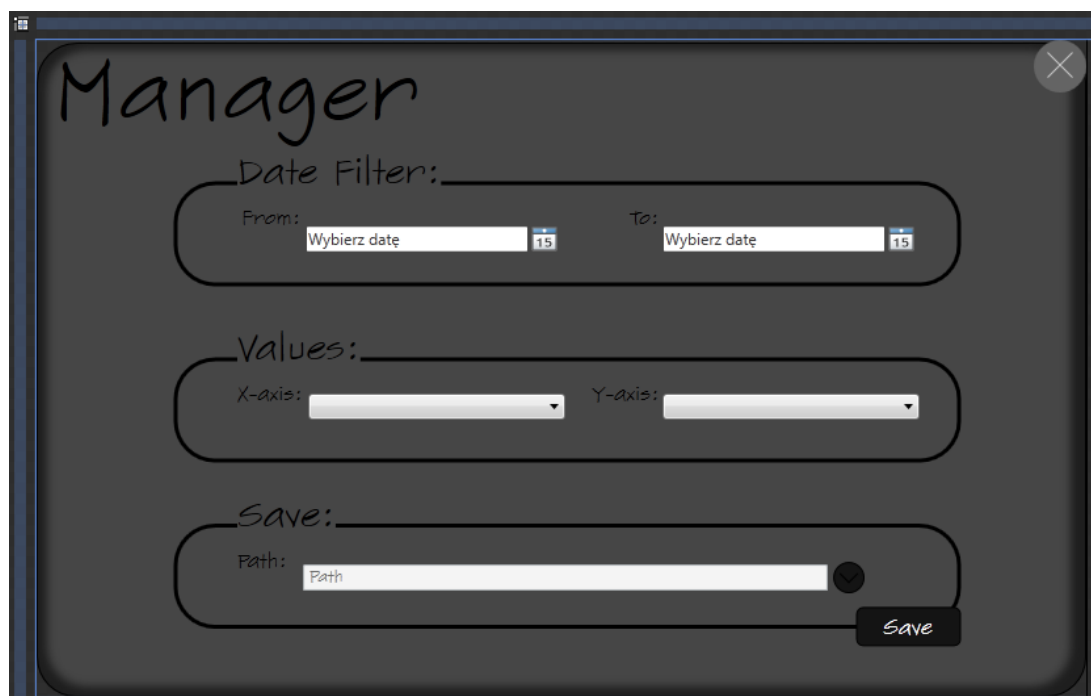 Manager
Date Filter:
From: Wybierz datę 15 To: Wybierz datę 15
Values:
X-axis: Y-axis:
Save:
Path: Path
Save